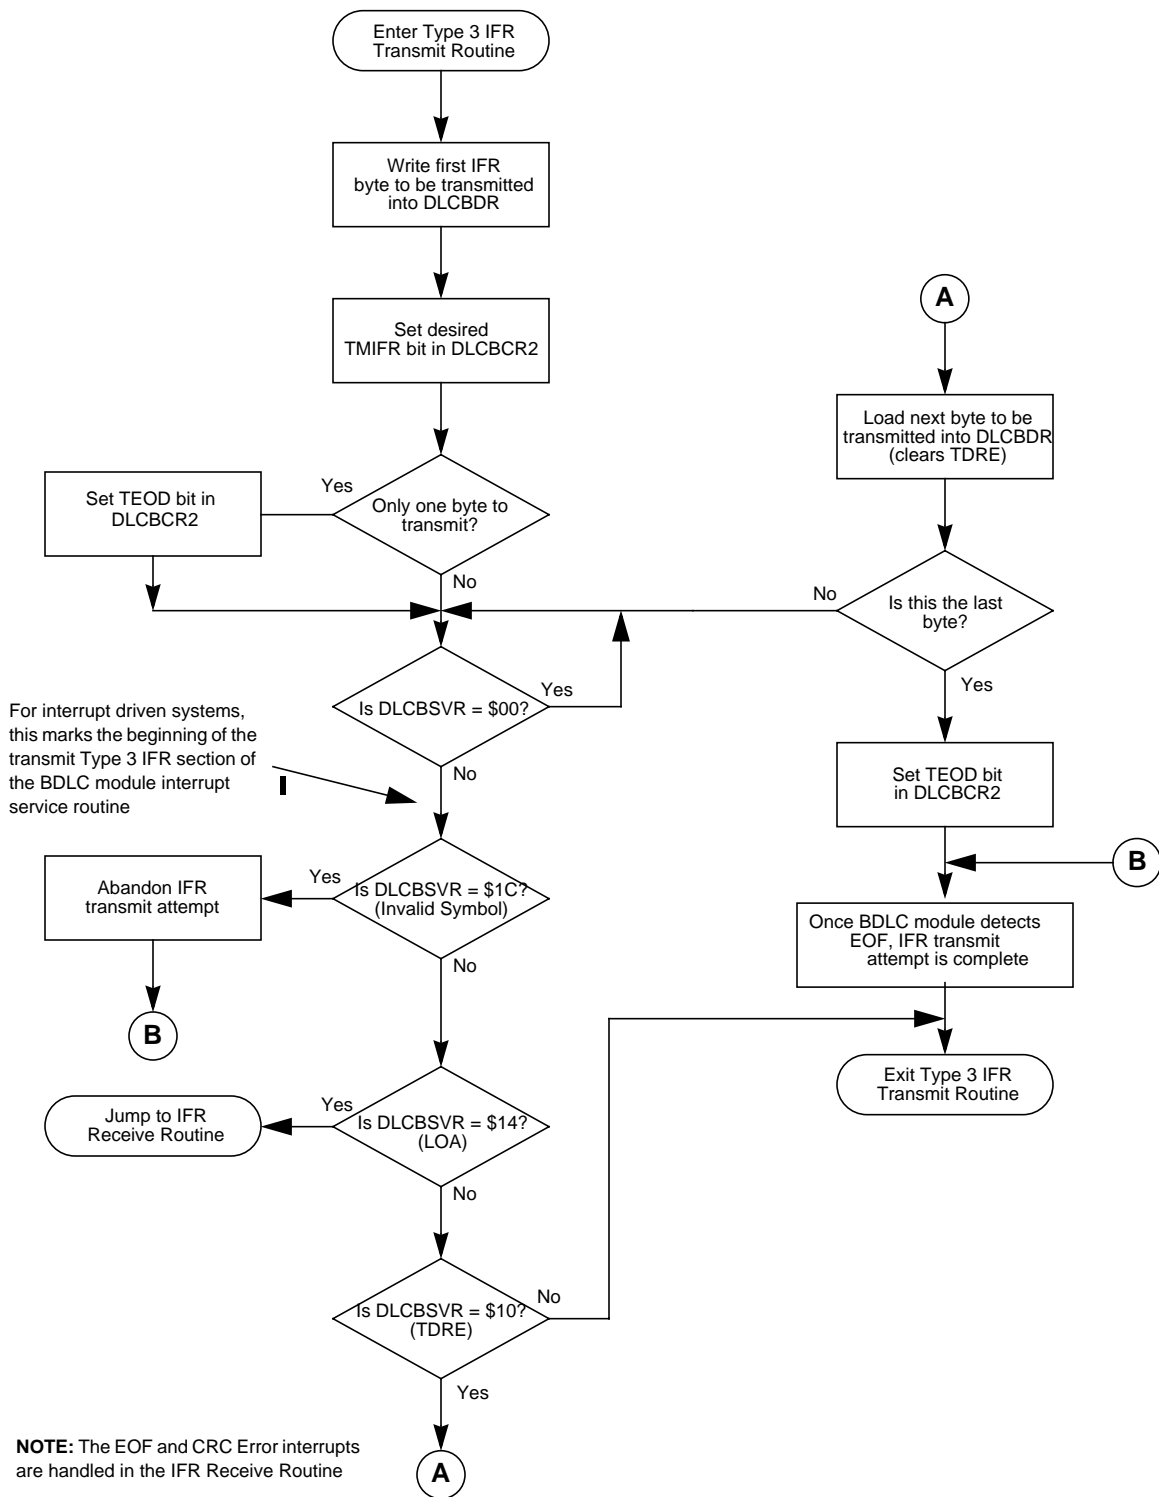 Enter Type 3 IFR
Transmit Routine
Write first IFR
byte to be transmitted
into DLCBDR
Set desired
TMIFR bit in DLCBCR2
Only one byte to
transmit?
Yes
No
Set TEOD bit in
DLCBCR2
Is DLCBSVR = $00?
Yes
No
For interrupt driven systems,
this marks the beginning of the
transmit Type 3 IFR section of
the BDLC module interrupt
service routine
Is DLCBSVR = $1C?
(Invalid Symbol)
Yes
No
Abandon IFR
transmit attempt
B
Is DLCBSVR = $14?
(LOA)
Yes
No
Jump to IFR
Receive Routine
Is DLCBSVR = $10?
(TDRE)
No
Yes
A
NOTE: The EOF and CRC Error interrupts
are handled in the IFR Receive Routine
A
Load next byte to be
transmitted into DLCBDR
(clears TDRE)
Is this the last
byte?
No
Yes
Set TEOD bit
in DLCBCR2
B
Once BDLC module detects
EOF, IFR transmit
attempt is complete
Exit Type 3 IFR
Transmit Routine